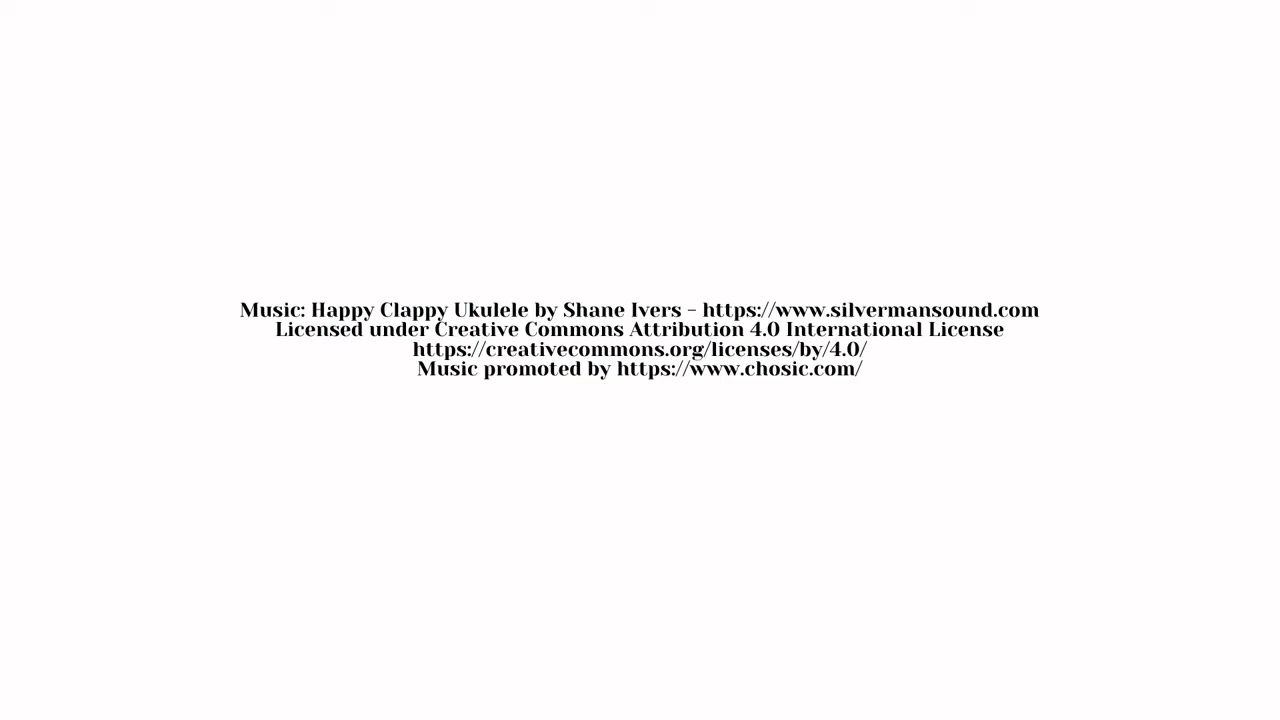 Music: Happy Clappy Ukulele by Shane Ivers - https://www.silvermansound.com
Licensed under Creative Commons Attribution 4.0 International License
https://creativecommons.org/licenses/by/4.0/
Music promoted by https://www.chosic.com/